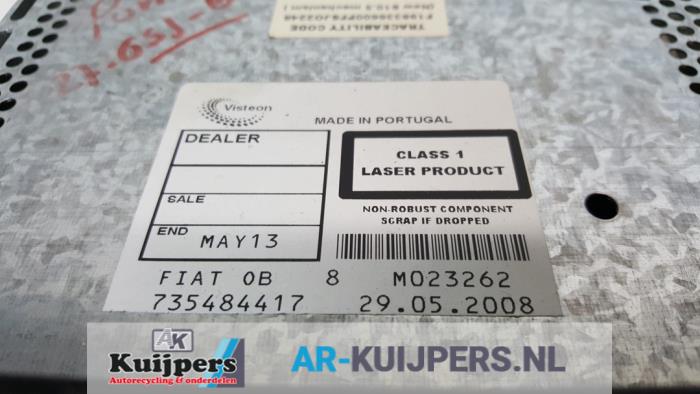 TRACEABILITY CODE
Visteon
MADE IN PORTUGAL
DEALER
CLASS 1
LASER PRODUCT
SALE
NON-ROBUST COMPONENT
SCRAP IF DROPPED
END MAY13
FIAT OB 8 M023262
735484417 29.05.2008
AK
Kuijpers
Autorecycling & onderdelen
AR-KUIJPERS.NL